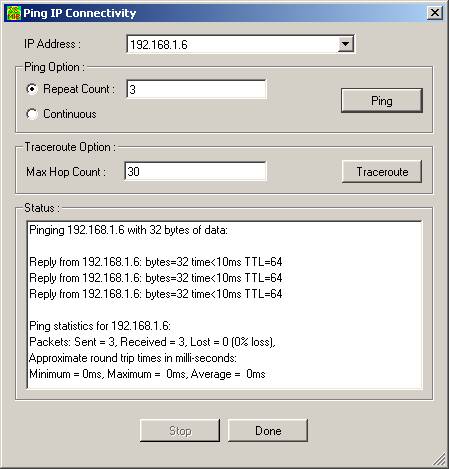 Ping IP Connectivity
IP Address :
192.168.1.6
Ping Option :
Repeat Count :
3
Ping
Continuous
Traceroute Option :
Max Hop Count :
30
Traceroute
Status :
Pinging 192.168.1.6 with 32 bytes of data:
Reply from 192.168.1.6: bytes=32 time<10ms TTL=64
Reply from 192.168.1.6: bytes=32 time<10ms TTL=64
Reply from 192.168.1.6: bytes=32 time<10ms TTL=64
Ping statistics for 192.168.1.6:
Packets: Sent = 3, Received = 3, Lost = 0 (0% loss),
Approximate round trip times in milli-seconds:
Minimum = 0ms, Maximum =  0ms, Average =  0ms
Stop
Done